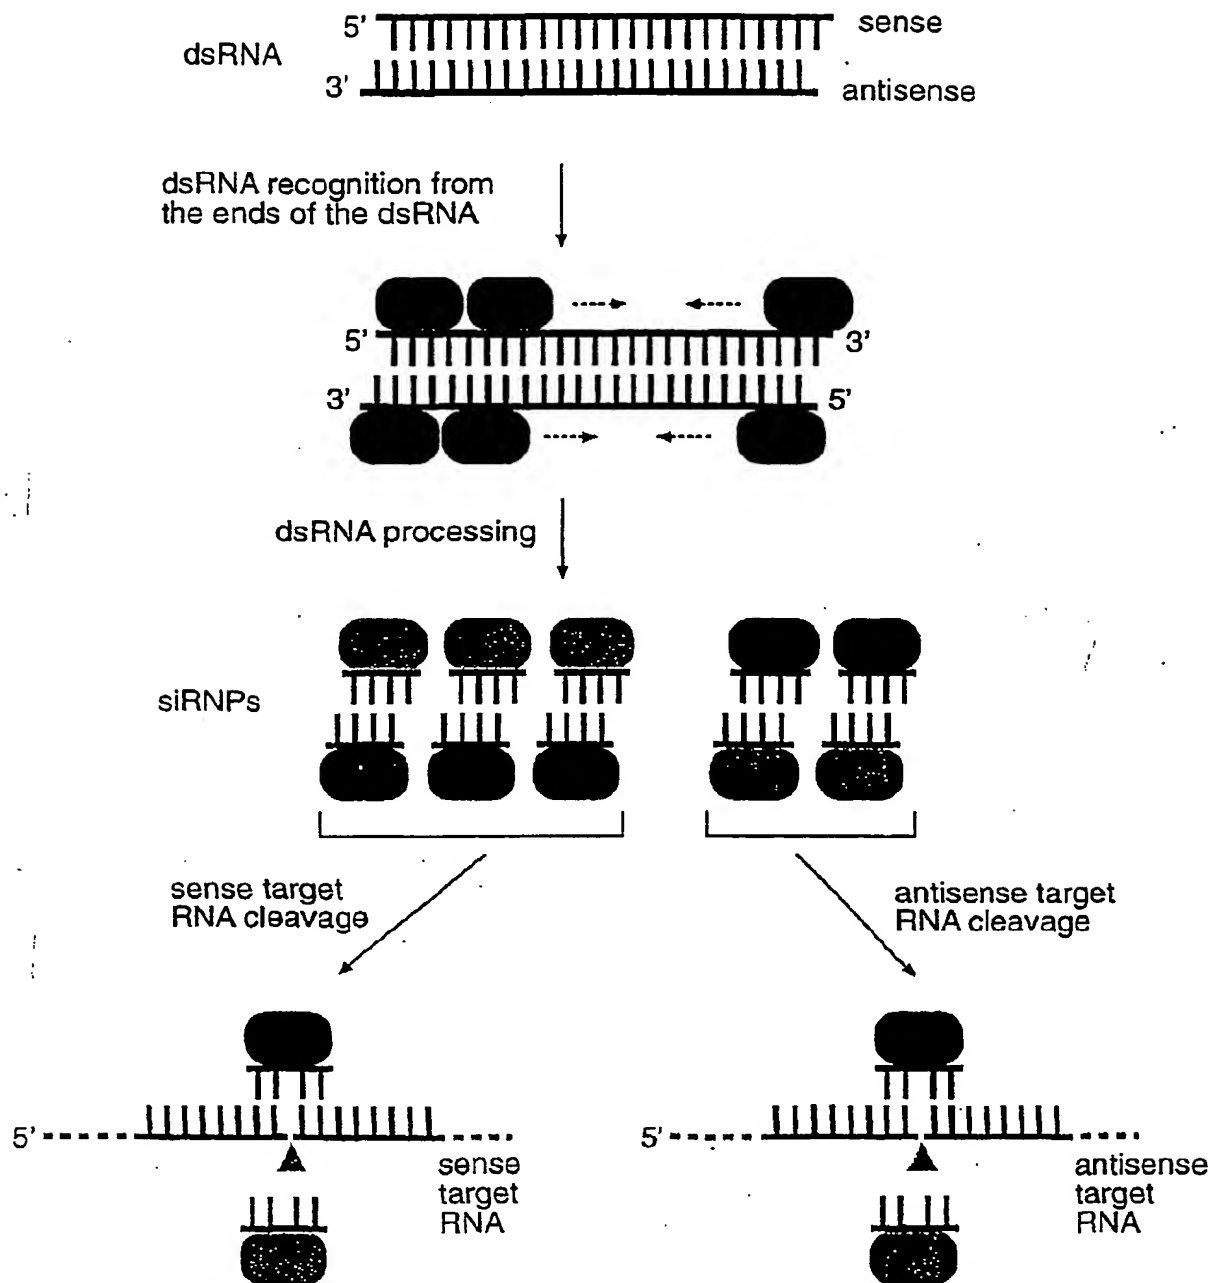 5' sense
dsRNA
3' antisense
dsRNA recognition from
the ends of the dsRNA
5' 3'
3' 5'
dsRNA processing
siRNPs
sense target
RNA cleavage
antisense target
RNA cleavage
5'
sense
target
RNA
5'
antisense
target
RNA